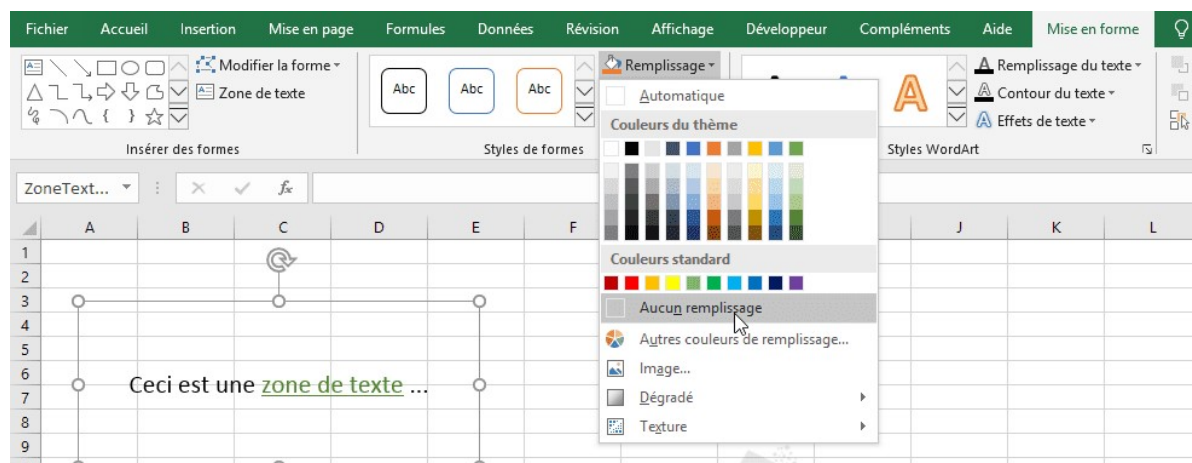 Fichier Accueil Insertion Mise en page Formules Données Révision Affichage Développeur Compléments Aide Mise en forme
Modifier la forme Abc Abc Abc Remplissage Remplissage du texte
Zone de texte Contour du texte
Effets de texte
Insérer des formes Styles de formes Styles WordArt
Automatique
Couleurs du thème
Couleurs standard
Aucun remplissage
Autres couleurs de remplissage...
Image...
Dégradé
Texture
ZoneText... fx
A B C D E F J K L
1
2
3
4
5
6
7
8
9
Ceci est une zone de texte ...